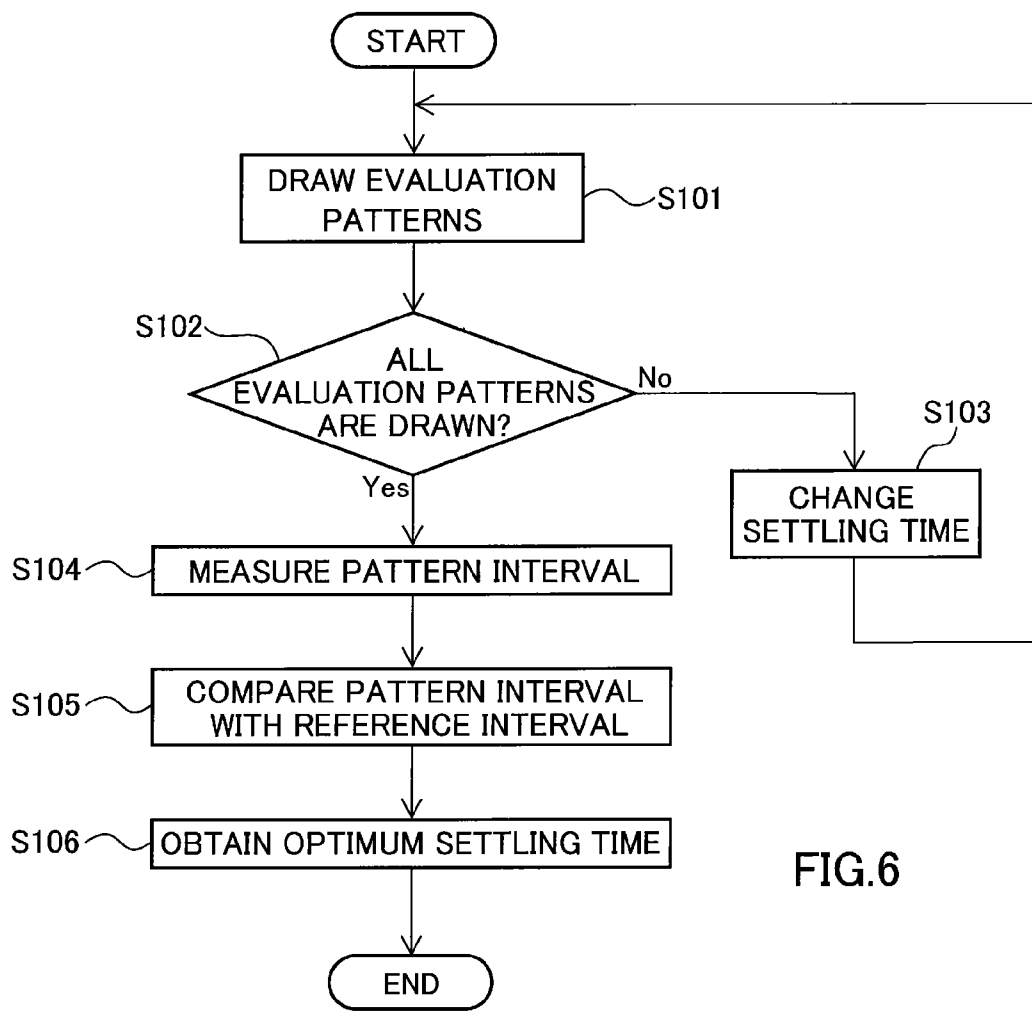 START
DRAW EVALUATION
PATTERNS
S101
S102
ALL
EVALUATION PATTERNS
ARE DRAWN?
No
Yes
S103
CHANGE
SETTLING TIME
S104
MEASURE PATTERN INTERVAL
S105
COMPARE PATTERN INTERVAL
WITH REFERENCE INTERVAL
S106
OBTAIN OPTIMUM SETTLING TIME
FIG.6
END